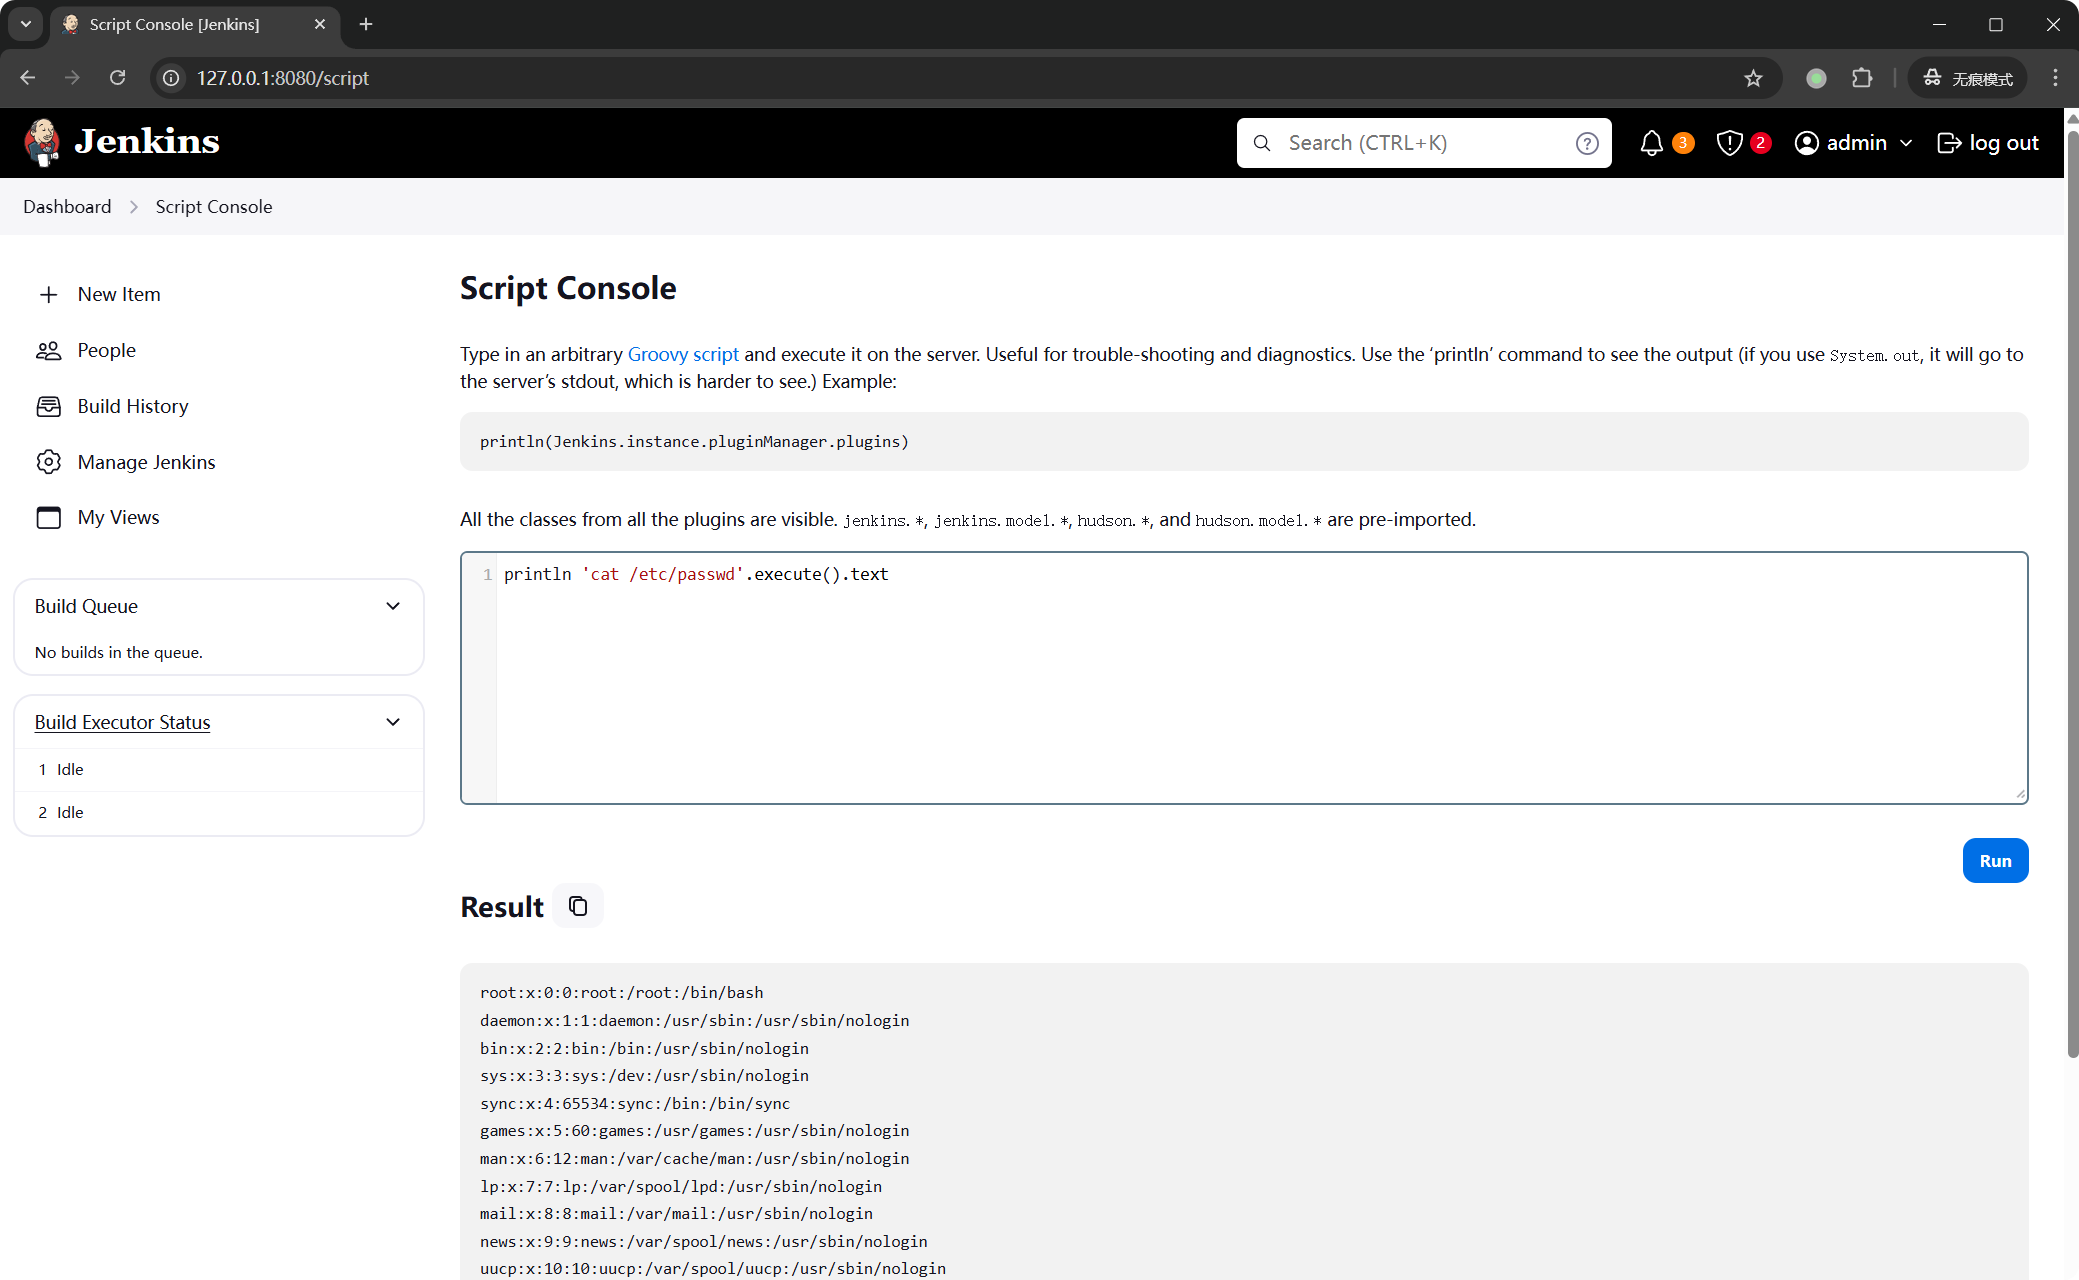 Script Console [Jenkins]
127.0.0.1:8080/script
无痕模式
Jenkins
Search (CTRL+K)
3
2
admin
log out
Dashboard
Script Console
New Item
People
Build History
Manage Jenkins
My Views
Build Queue
No builds in the queue.
Build Executor Status
1 Idle
2 Idle
Script Console
Type in an arbitrary Groovy script and execute it on the server. Useful for trouble-shooting and diagnostics. Use the ‘println’ command to see the output (if you use System.out, it will go to
the server’s stdout, which is harder to see.) Example:
println(Jenkins.instance.pluginManager.plugins)
All the classes from all the plugins are visible. jenkins.*, jenkins.model.*, hudson.*, and hudson.model.* are pre-imported.
1 println 'cat /etc/passwd'.execute().text
Run
Result
root:x:0:0:root:/root:/bin/bash
daemon:x:1:1:daemon:/usr/sbin:/usr/sbin/nologin
bin:x:2:2:bin:/bin:/usr/sbin/nologin
sys:x:3:3:sys:/dev:/usr/sbin/nologin
sync:x:4:65534:sync:/bin:/bin/sync
games:x:5:60:games:/usr/games:/usr/sbin/nologin
man:x:6:12:man:/var/cache/man:/usr/sbin/nologin
lp:x:7:7:lp:/var/spool/lpd:/usr/sbin/nologin
mail:x:8:8:mail:/var/mail:/usr/sbin/nologin
news:x:9:9:news:/var/spool/news:/usr/sbin/nologin
uucp:x:10:10:uucp:/var/spool/uucp:/usr/sbin/nologin